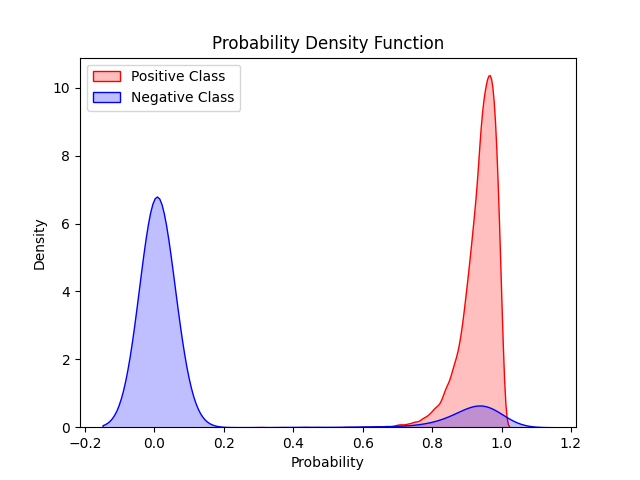 Probability Density Function
Positive Class
Negative Class
Density
10
8
6
4
2
0
−0.2 0.0 0.2 0.4 0.6 0.8 1.0 1.2
Probability